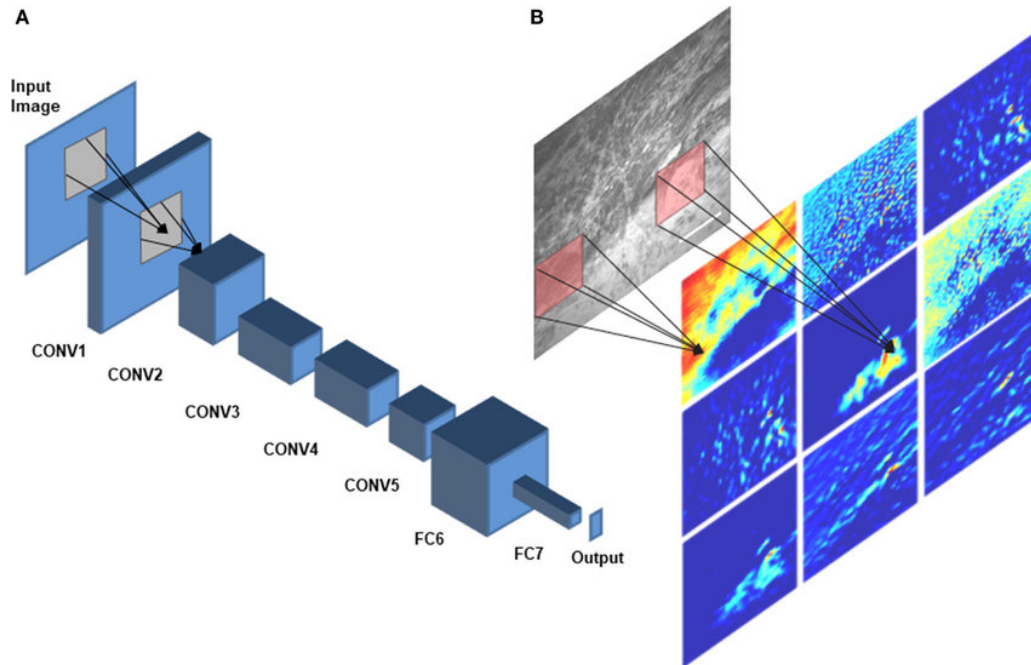 A
B
Input
Image
CONV1
CONV2
CONV3
CONV4
CONV5
FC6
FC7
Output